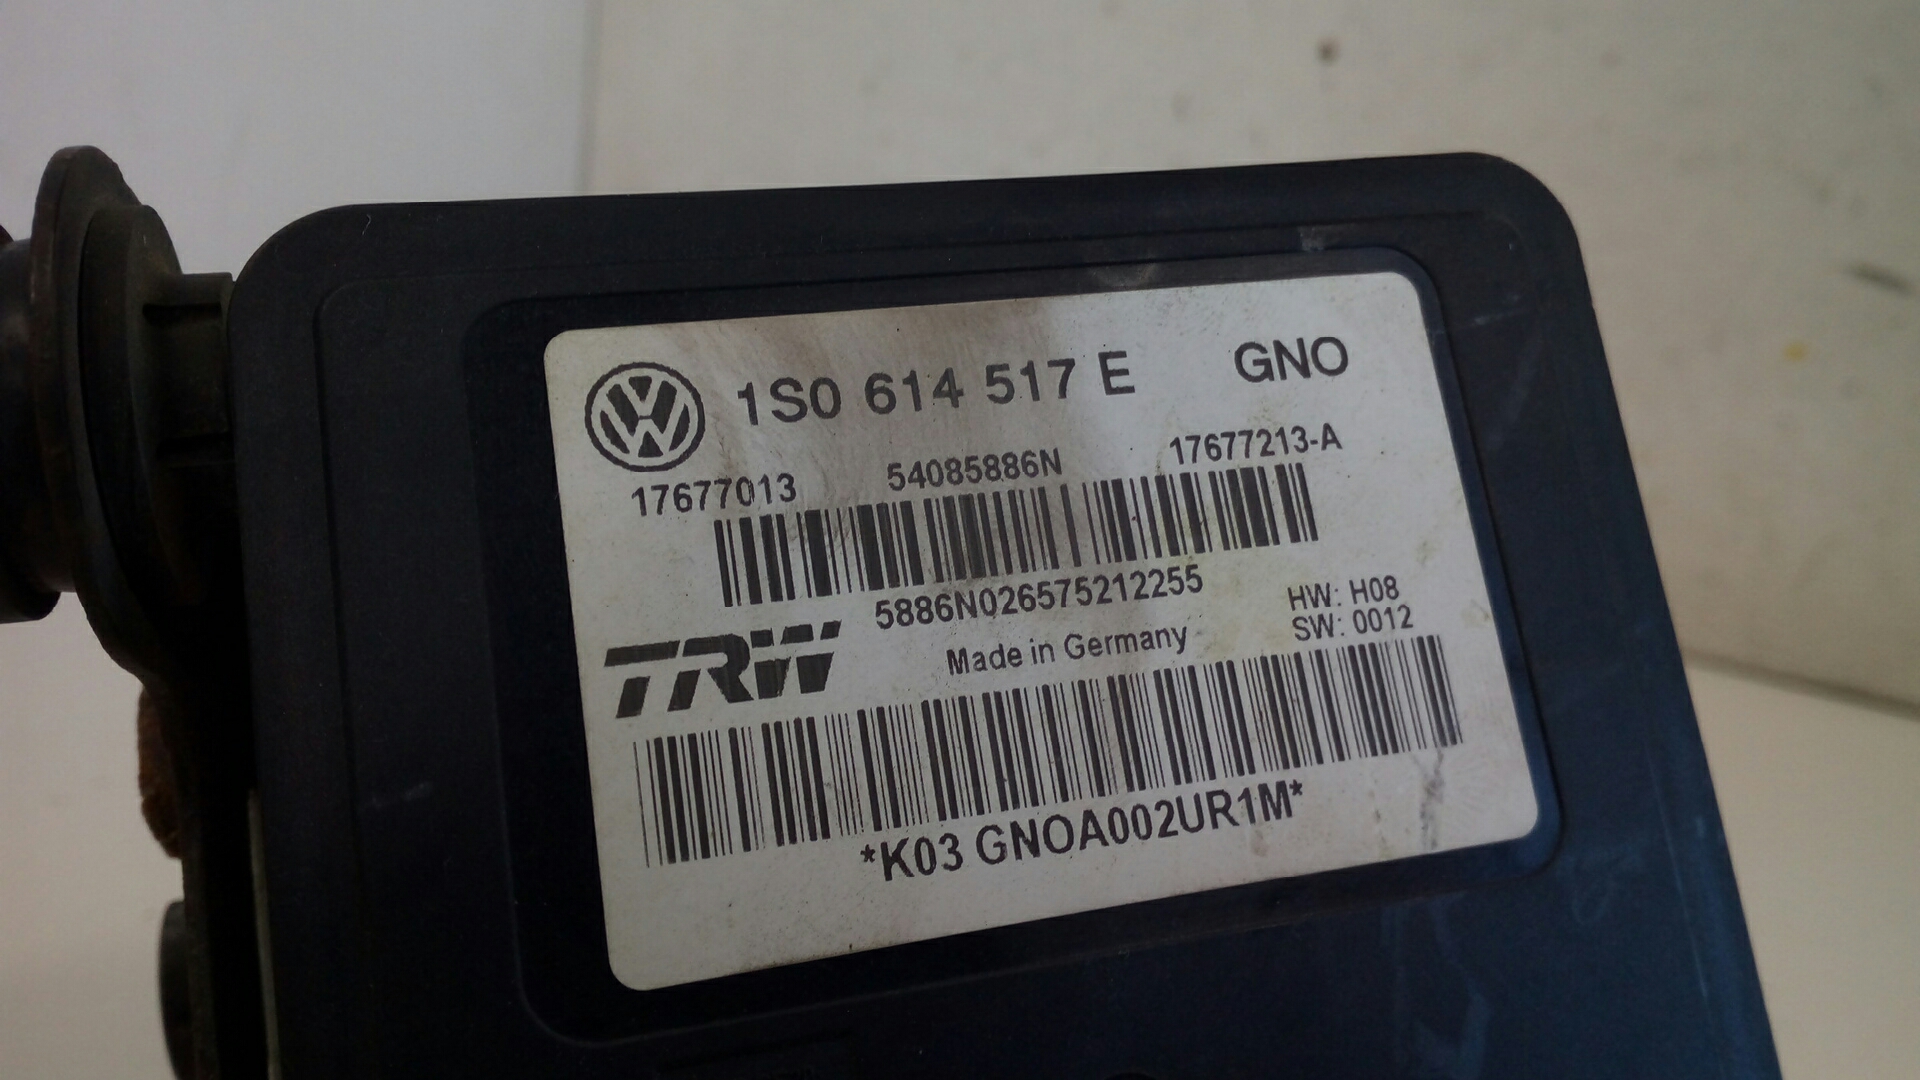 1S0 614 517 E GNO
17677013 54085886N 17677213-A
5886N026575212255
TRW Made in Germany
HW: H08
SW: 0012
*K03 GNOA002UR1M*